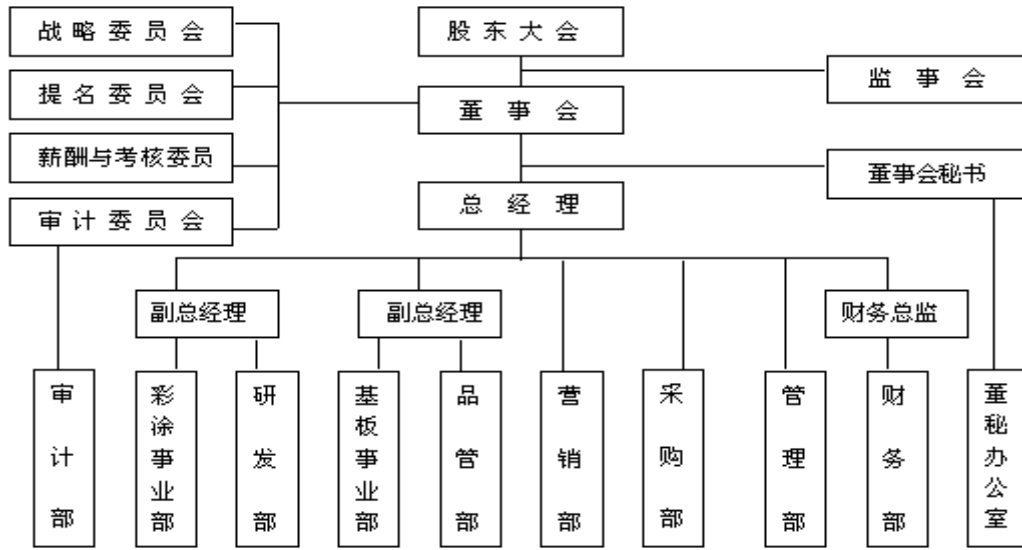 战略委员会
股东大会
监事会
提名委员会
董事会
薪酬与考核委员
董事会秘书
总经理
审计委员会
副总经理
副总经理
财务总监
审计部
彩涂事业部
研发部
基板事业部
品管部
营销部
采购部
管理部
财务部
董秘办公室